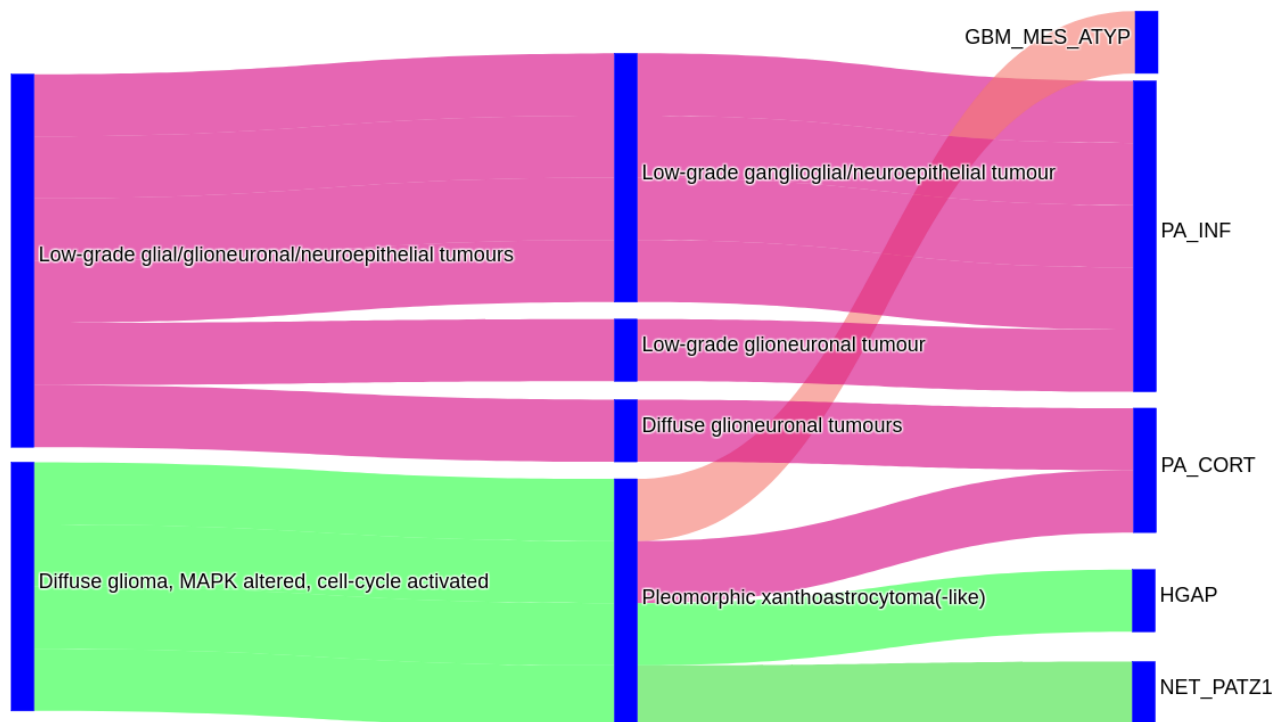 GBM_MES_ATYP
Low-grade ganglioglial/neuroepithelial tumour
PA_INF
Low-grade glial/glioneuronal/neuroepithelial tumours
Low-grade glioneuronal tumour
Diffuse glioneuronal tumours
PA_CORT
Diffuse glioma, MAPK altered, cell-cycle activated
Pleomorphic xanthoastrocytoma(-like)
HGAP
NET_PATZ1